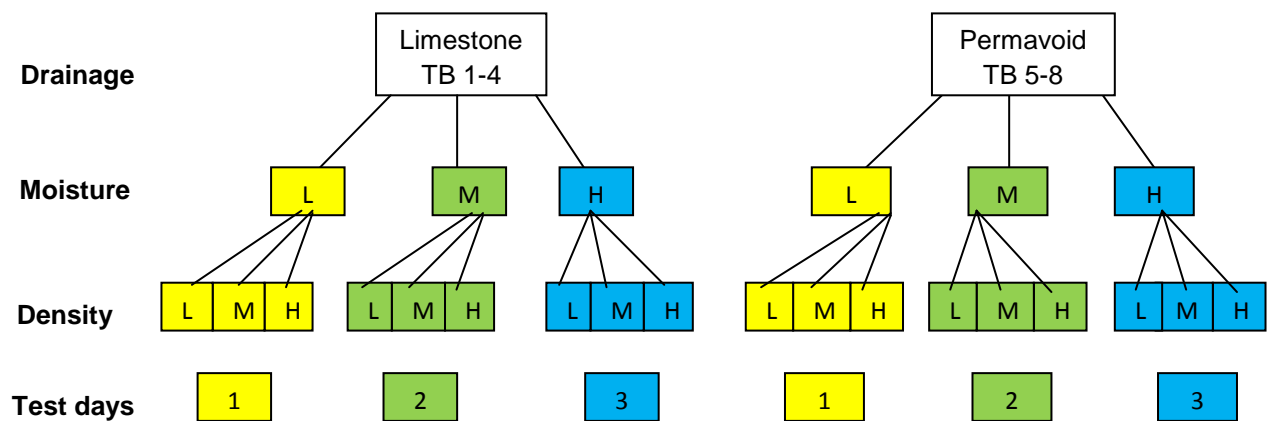 Limestone
TB 1-4
Permavoid
TB 5-8
Drainage
Moisture
L
M
H
L
M
H
Density
L M H
L M H
L M H
L M H
L M H
L M H
Test days
1
2
3
1
2
3